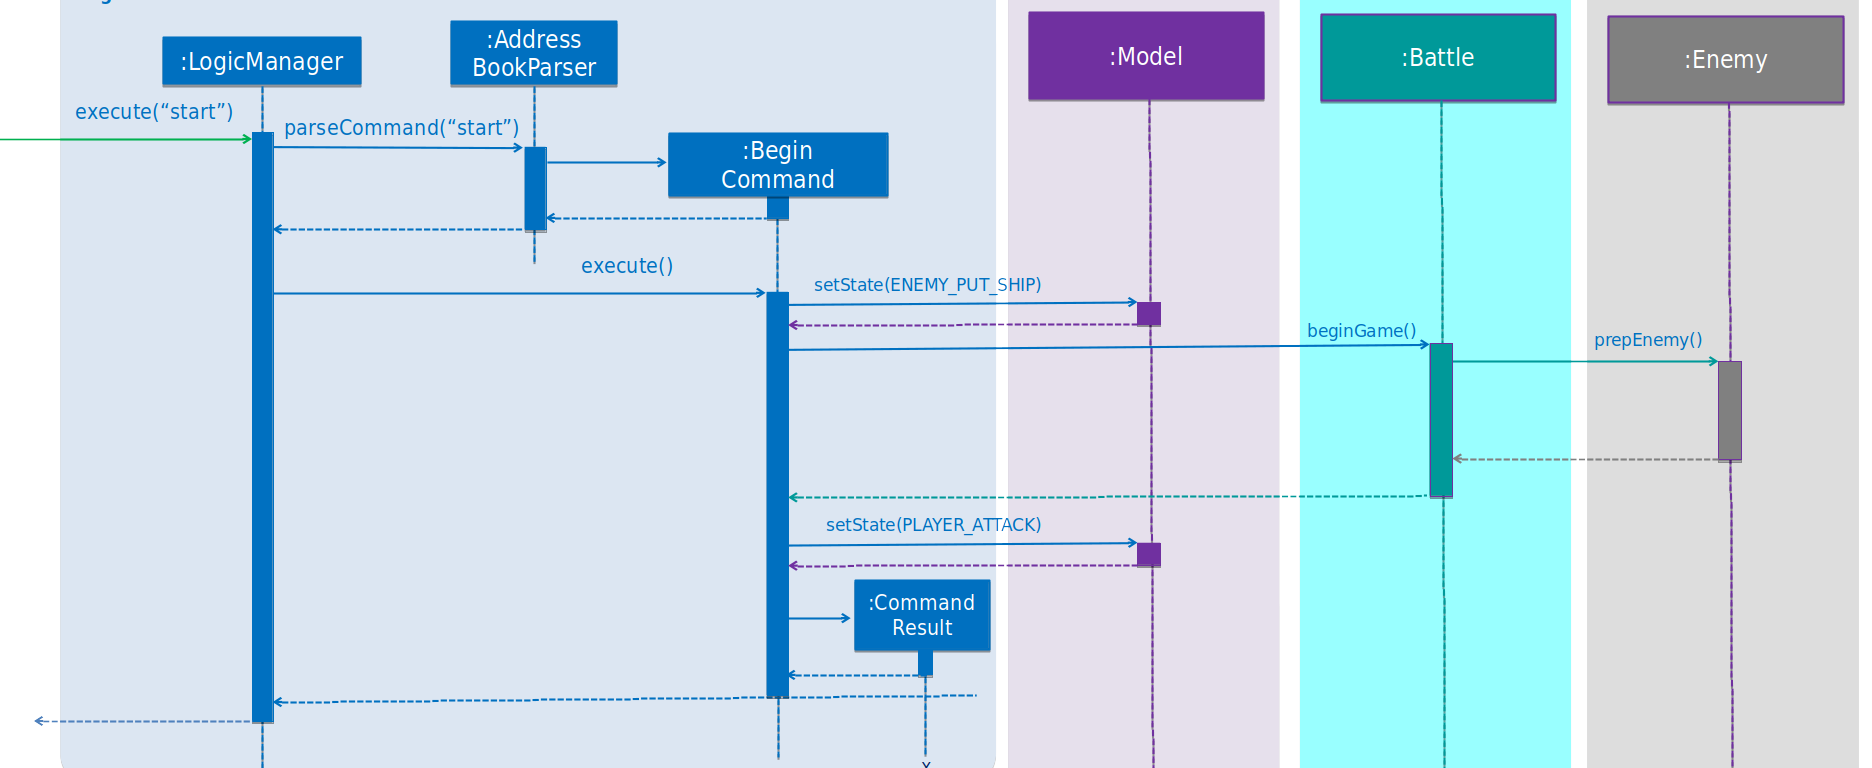 :LogicManager
:Address
BookParser
:Model
:Battle
:Enemy
execute(“start”)
parseCommand(“start”)
:Begin
Command
execute()
setState(ENEMY_PUT_SHIP)
beginGame()
prepEnemy()
setState(PLAYER_ATTACK)
:Command
Result